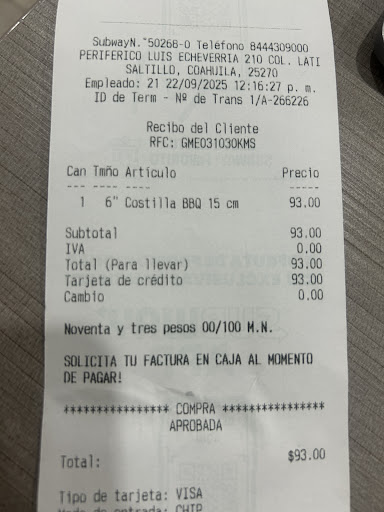 SubwayN.°50268-0 Teléfono 8444309000
PERIFERICO LUIS ECHEVERRIA 210 COL. LATI
SALTILLO, COAHUILA, 25270
Empleado: 21 22/09/2025 12:16:27 p. m.
ID de Term - Nº de Trans 1/A-266226
Recibo del Cliente
RFC: GME031030KMS
Can Tmño Artículo Precio
--- ---- ---- -----
1 6" Costilla BBQ 15 cm 93.00
Subtotal 93.00
IVA 0.00
Total (Para llevar) 93.00
Tarjeta de crédito 93.00
Cambio 0.00
Noventa y tres pesos 00/100 M.N.
SOLICITA TU FACTURA EN CAJA AL MOMENTO
DE PAGAR!
**************** COMPRA ****************
APROBADA
Total: $93.00
Tipo de tarjeta: VISA
Modo de entrada: CHIP